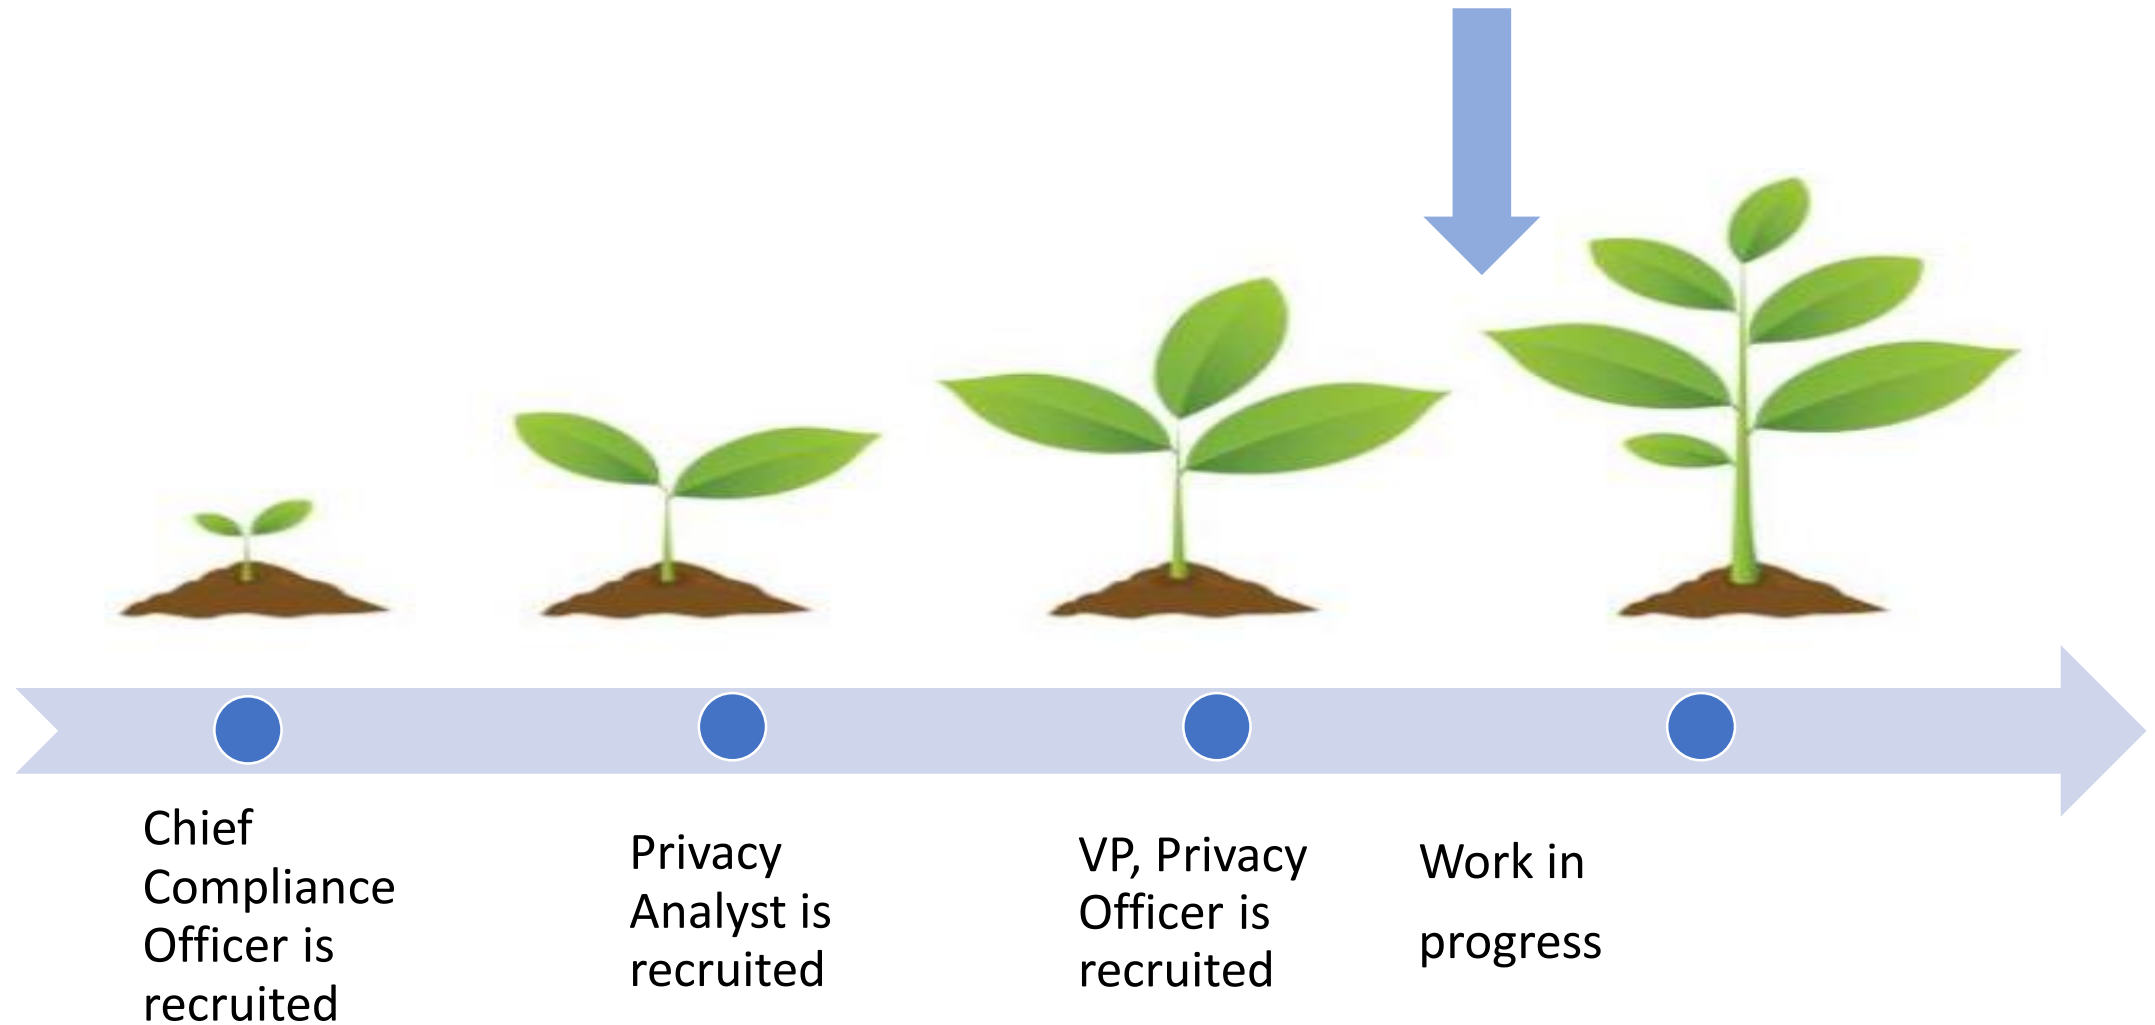 Chief
Compliance
Officer is
recruited
Privacy
Analyst is
recruited
VP, Privacy
Officer is
recruited
Work in
progress